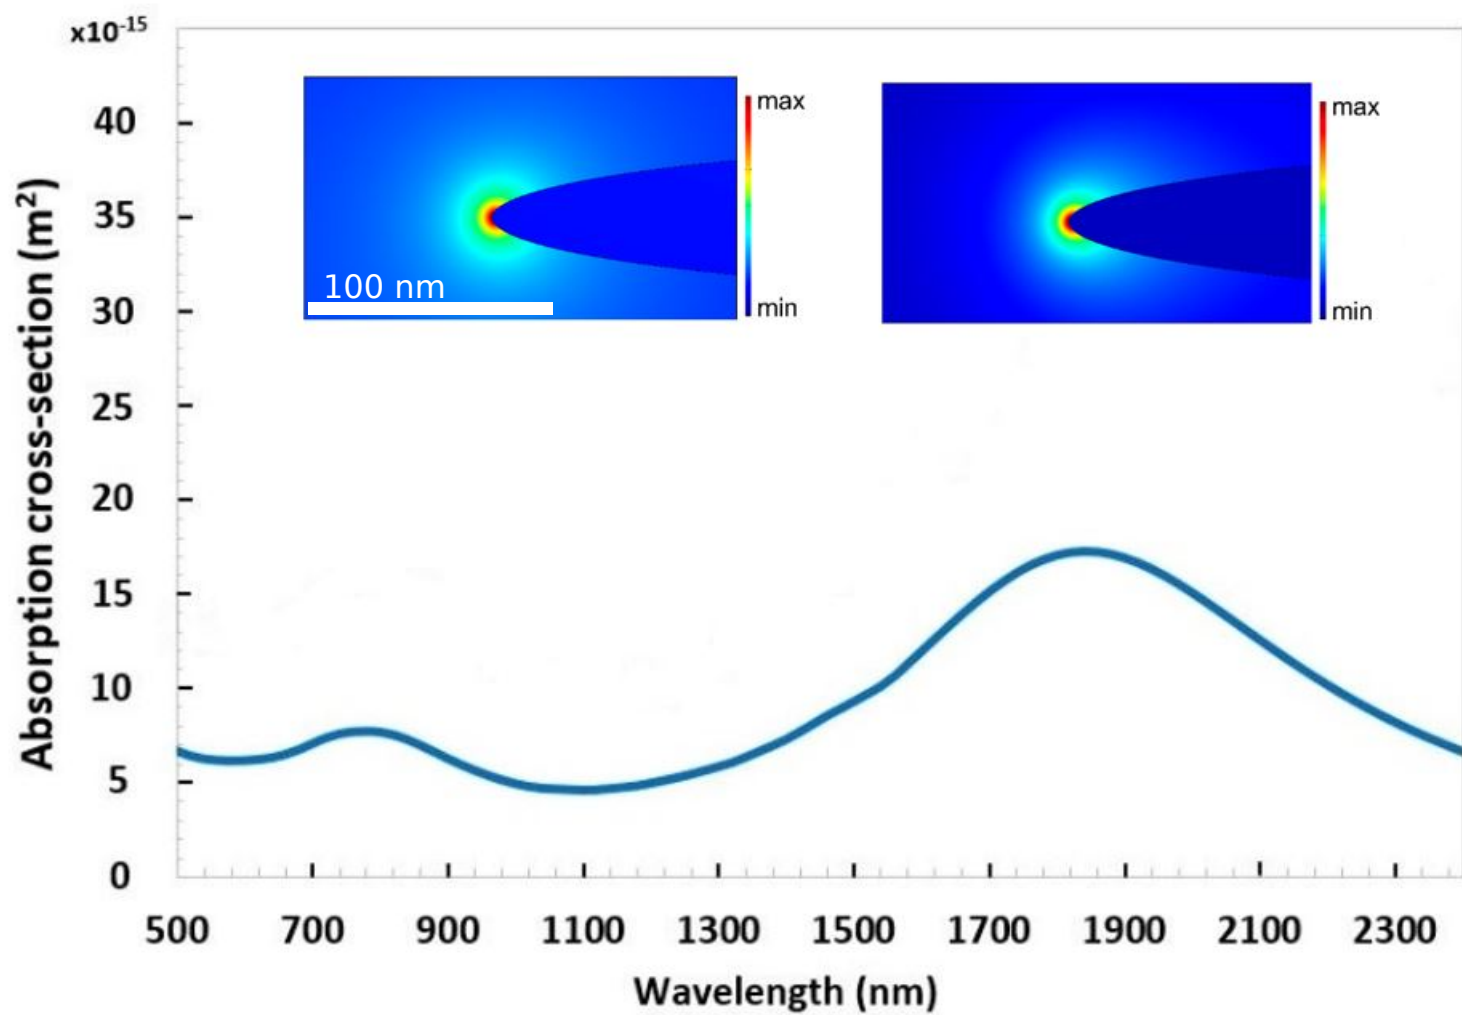 x10⁻¹⁵
40
35
30
25
20
15
10
5
0
Absorption cross-section (m²)
max
100 nm
min
max
min
500 700 900 1100 1300 1500 1700 1900 2100 2300
Wavelength (nm)